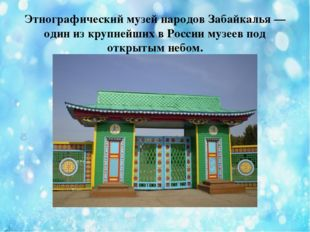 Этнографический музей народов Забайкалья —
один из крупнейших в России музеев под
открытым небом.